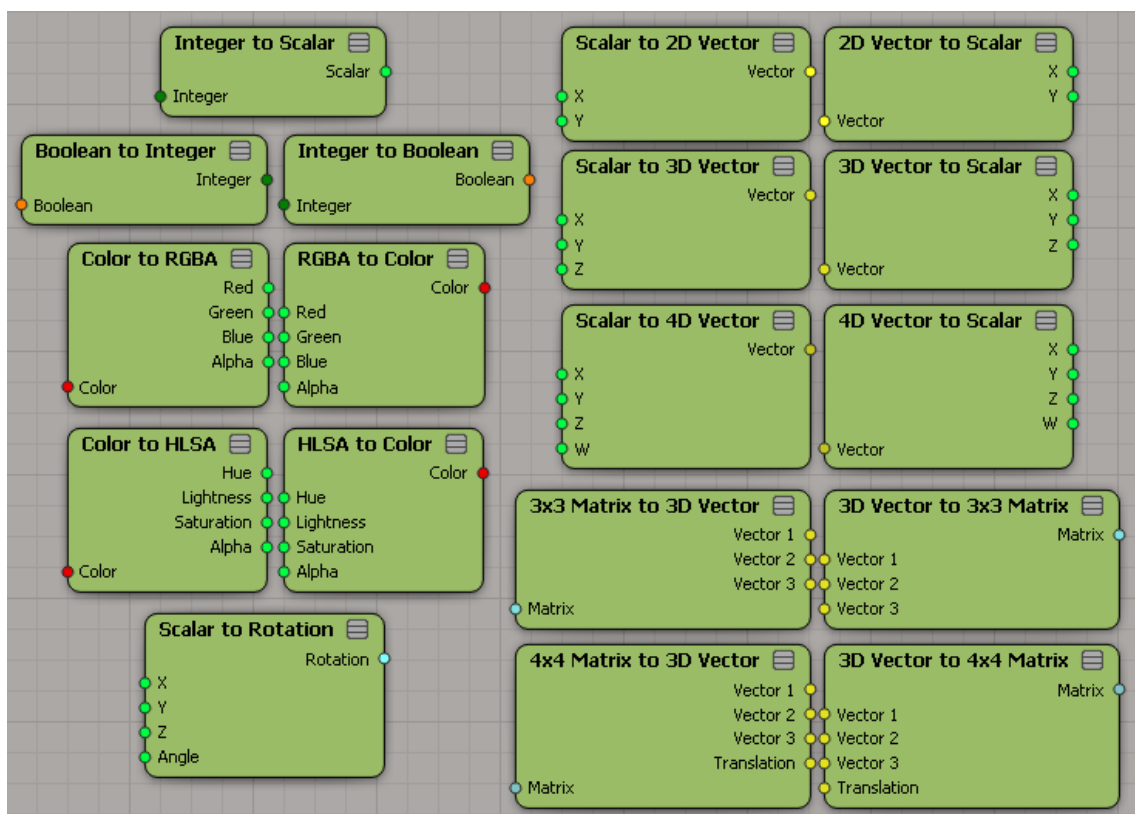 Integer to Scalar
Scalar
Integer
Boolean to Integer
Integer
Boolean
Integer to Boolean
Boolean
Integer
Color to RGBA
Red
Green
Blue
Alpha
Color
RGBA to Color
Color
Red
Green
Blue
Alpha
Color to HLSA
Hue
Lightness
Saturation
Alpha
Color
HLSA to Color
Color
Hue
Lightness
Saturation
Alpha
Scalar to Rotation
Rotation
X
Y
Z
Angle
Scalar to 2D Vector
Vector
X
Y
2D Vector to Scalar
X
Y
Vector
Scalar to 3D Vector
Vector
X
Y
Z
3D Vector to Scalar
X
Y
Z
Vector
Scalar to 4D Vector
Vector
X
Y
Z
W
4D Vector to Scalar
X
Y
Z
W
Vector
3x3 Matrix to 3D Vector
Vector 1
Vector 2
Vector 3
Matrix
3D Vector to 3x3 Matrix
Matrix
Vector 1
Vector 2
Vector 3
4x4 Matrix to 3D Vector
Vector 1
Vector 2
Vector 3
Translation
Matrix
3D Vector to 4x4 Matrix
Matrix
Vector 1
Vector 2
Vector 3
Translation